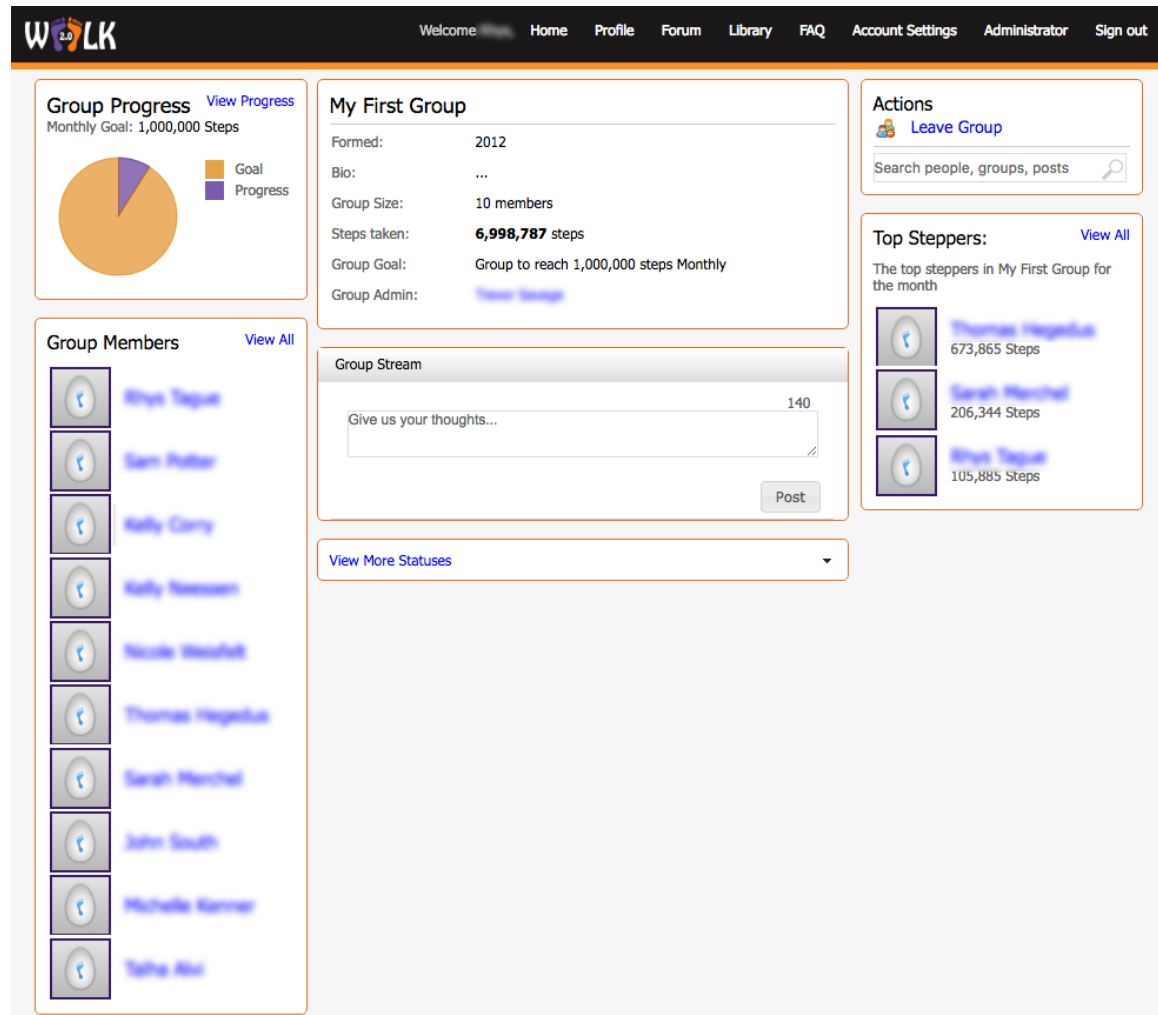 W 2.0 LK
Welcome
Home Profile Forum Library FAQ Account Settings Administrator Sign out
Group Progress View Progress
Monthly Goal: 1,000,000 Steps
Goal
Progress
Group Members View All
My First Group
Formed: 2012
Bio: ...
Group Size: 10 members
Steps taken: 6,998,787 steps
Group Goal: Group to reach 1,000,000 steps Monthly
Group Admin:
Group Stream
140
Give us your thoughts...
Post
View More Statuses
Actions
Leave Group
Search people, groups, posts
Top Steppers: View All
The top steppers in My First Group for
the month
673,865 Steps
206,344 Steps
105,885 Steps